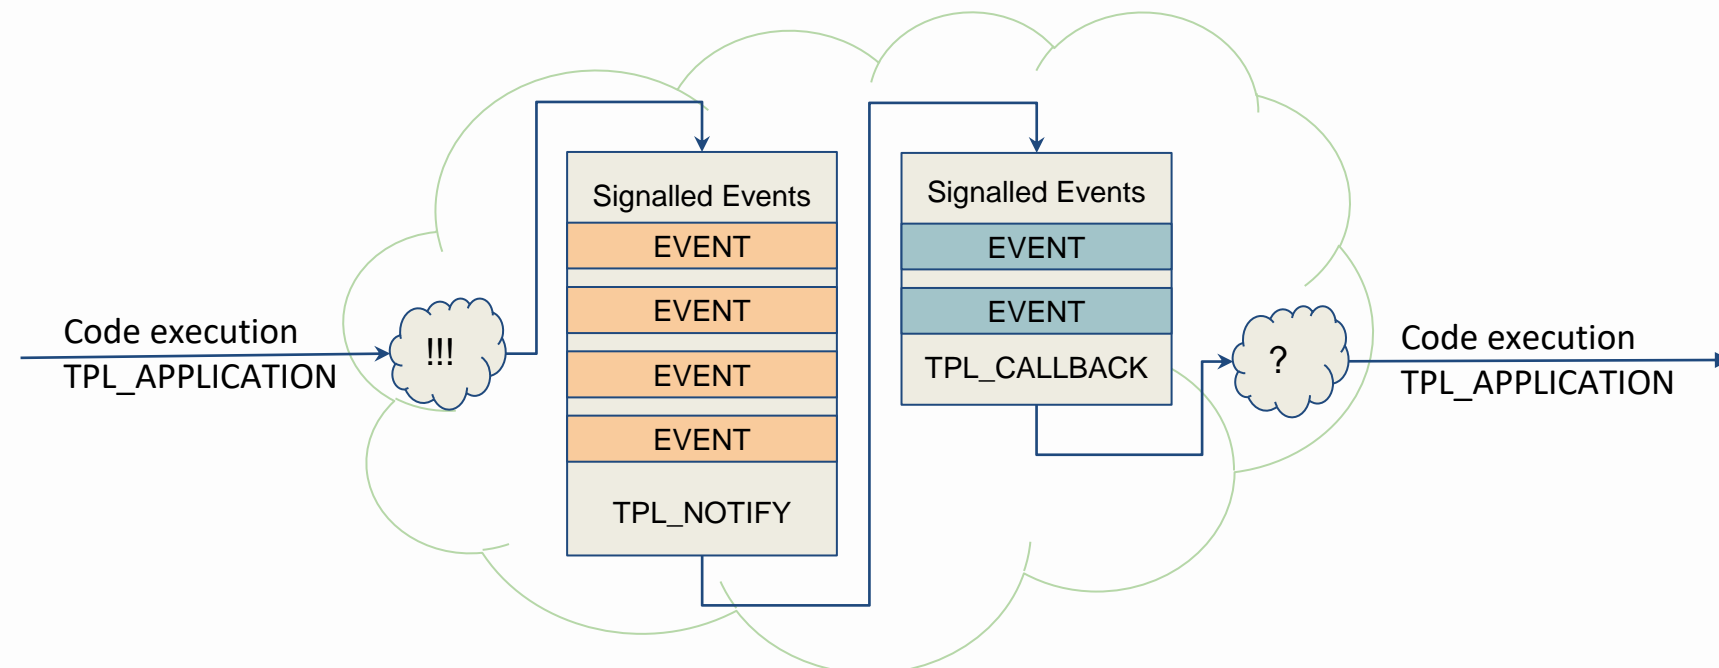 Code execution
TPL_APPLICATION
!!!
Signalled Events
EVENT
EVENT
EVENT
EVENT
TPL_NOTIFY
Signalled Events
EVENT
EVENT
TPL_CALLBACK
?
Code execution
TPL_APPLICATION